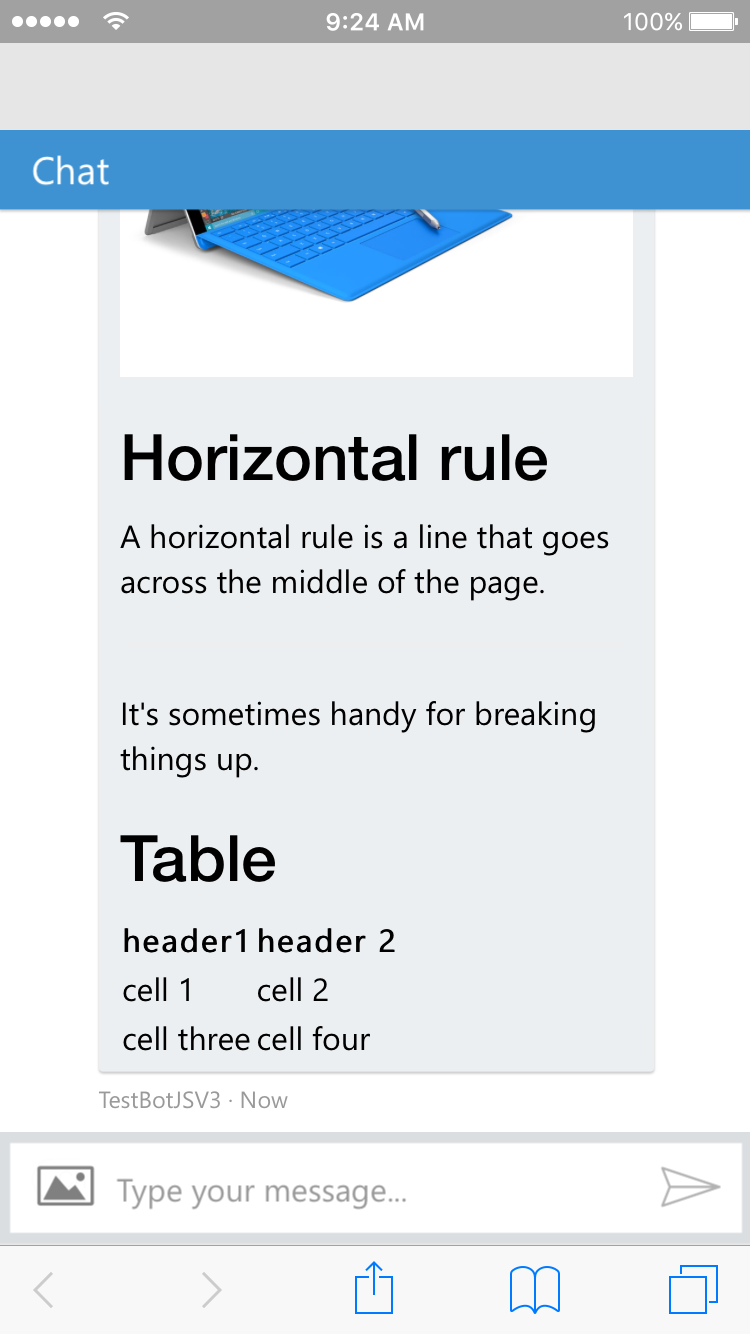 9:24 AM 100%
Chat
Horizontal rule
A horizontal rule is a line that goes
across the middle of the page.
It's sometimes handy for breaking
things up.
Table
header1 header 2
cell 1 cell 2
cell three cell four
TestBotJSV3 · Now
Type your message...